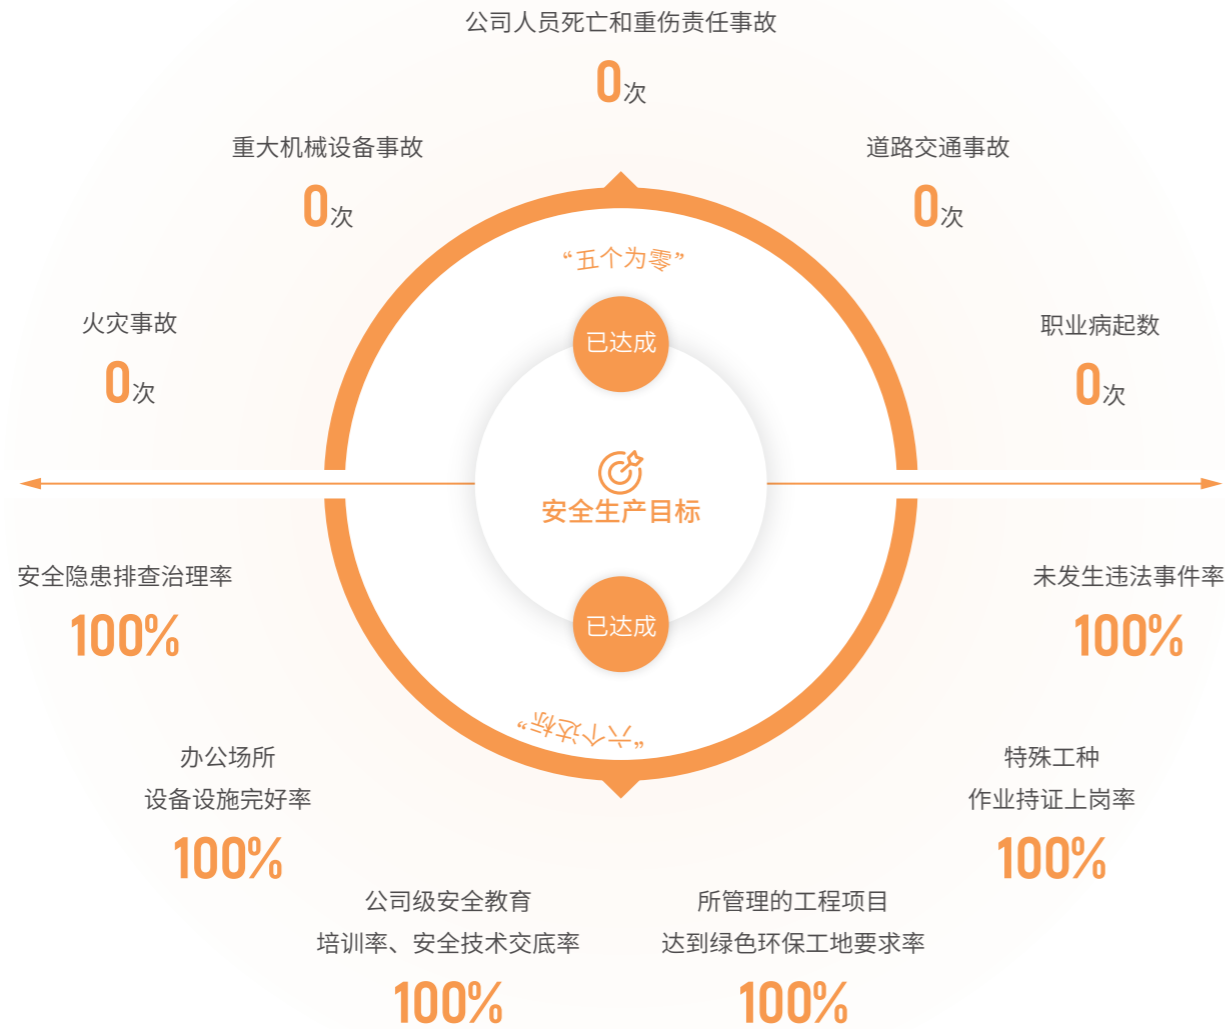 公司人员死亡和重伤责任事故
0次
重大机械设备事故
0次
道路交通事故
0次
“五个为零”
火灾事故
0次
职业病起数
0次
已达成
安全生产目标
已达成
“六个达标”
安全隐患排查治理率
100%
未发生违法事件率
100%
办公场所
设备设施完好率
100%
特殊工种
作业持证上岗率
100%
公司级安全教育
培训率、安全技术交底率
100%
所管理的工程项目
达到绿色环保工地要求率
100%